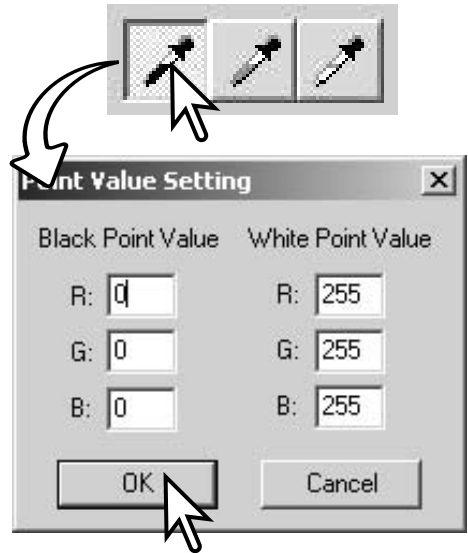 Point Value Setting
Black Point Value White Point Value
R: 0 R: 255
G: 0 G: 255
B: 0 B: 255
OK Cancel